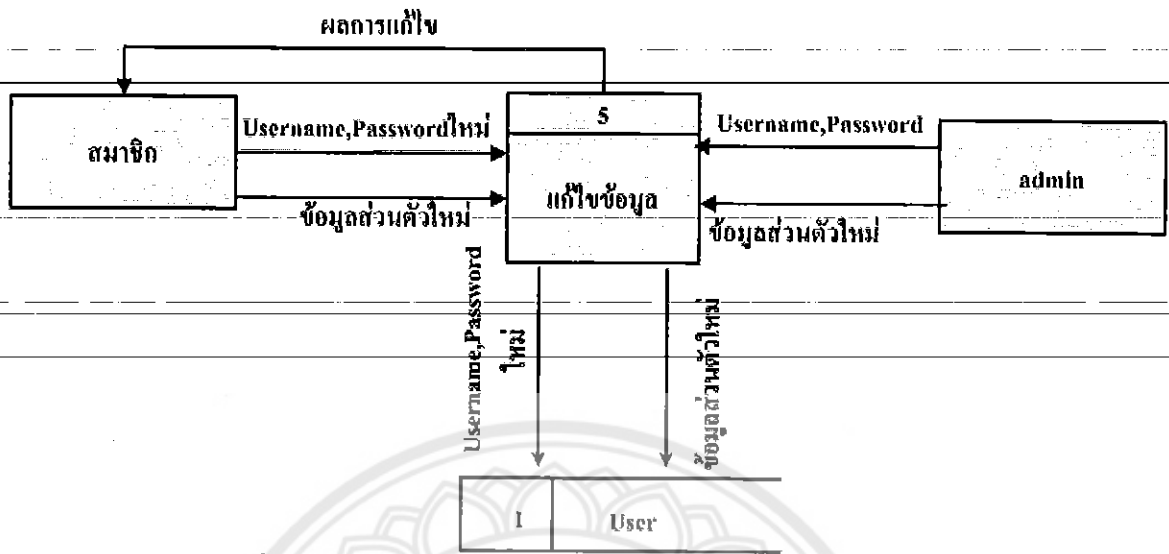 ผลการแก้ไข
สมาชิก
Username,Passwordใหม่
ข้อมูลส่วนตัวใหม่
5
แก้ไขข้อมูล
Username,Password
ข้อมูลส่วนตัวใหม่
admin
Username,Password
ใหม่
ข้อมูลส่วนตัวใหม่
1
User